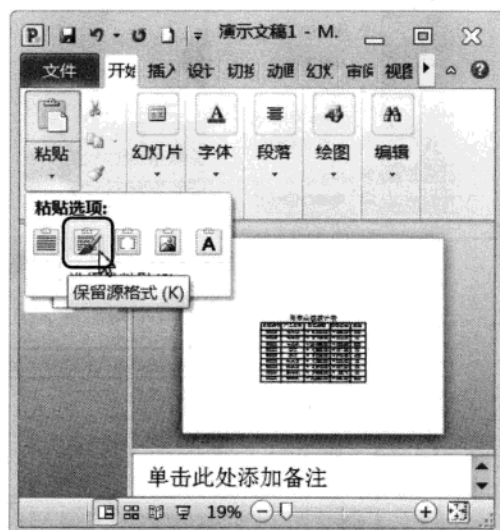 演示文稿1 - M.
文件 开始 插入 设计 切换 动画 幻灯 审阅 视图
粘贴 幻灯片 字体 段落 绘图 编辑
粘贴选项:
保留源格式 (K)
单击此处添加备注
19%